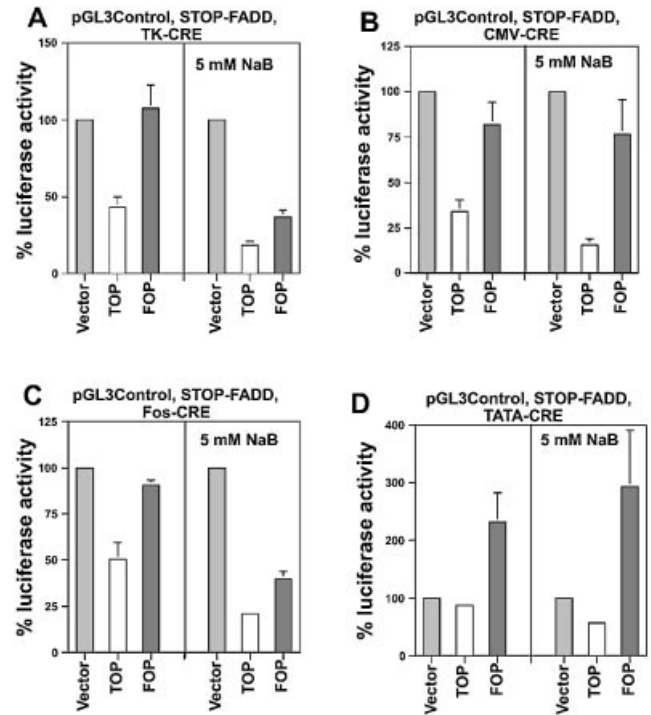 A
pGL3Control, STOP-FADD,
TK-CRE
% luciferase activity
150
100
50
0
5 mM NaB
Vector
TOP
FOP
Vector
TOP
FOP
B
pGL3Control, STOP-FADD,
CMV-CRE
% luciferase activity
125
100
75
50
25
0
5 mM NaB
Vector
TOP
FOP
Vector
TOP
FOP
C
pGL3Control, STOP-FADD,
Fos-CRE
% luciferase activity
125
100
75
50
25
0
5 mM NaB
Vector
TOP
FOP
Vector
TOP
FOP
D
pGL3Control, STOP-FADD,
TATA-CRE
% luciferase activity
400
300
200
100
0
5 mM NaB
Vector
TOP
FOP
Vector
TOP
FOP